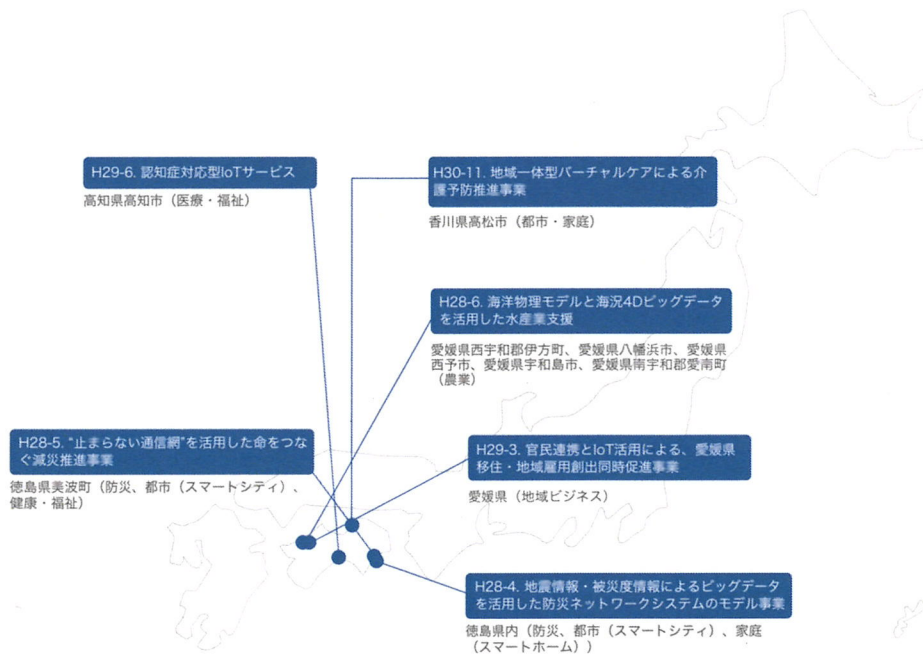 H29-6. 認知症対応型IoTサービス
高知県高知市（医療・福祉）
H30-11. 地域一体型バーチャルケアによる介
護予防推進事業
香川県高松市（都市・家庭）
H28-6. 海洋物理モデルと海況4Dビッグデータ
を活用した水産業支援
愛媛県西宇和郡伊方町、愛媛県八幡浜市、愛媛県
西予市、愛媛県宇和島市、愛媛県南宇和郡愛南町
（農業）
H28-5. “止まらない通信網”を活用した命をつな
ぐ減災推進事業
徳島県美波町（防災、都市（スマートシティ）、
健康・福祉）
H29-3. 官民連携とIoT活用による、愛媛県
移住・地域雇用創出同時促進事業
愛媛県（地域ビジネス）
H28-4. 地震情報・被災度情報によるビッグデータ
を活用した防災ネットワークシステムのモデル事業
徳島県内（防災、都市（スマートシティ）、家庭
（スマートホーム））